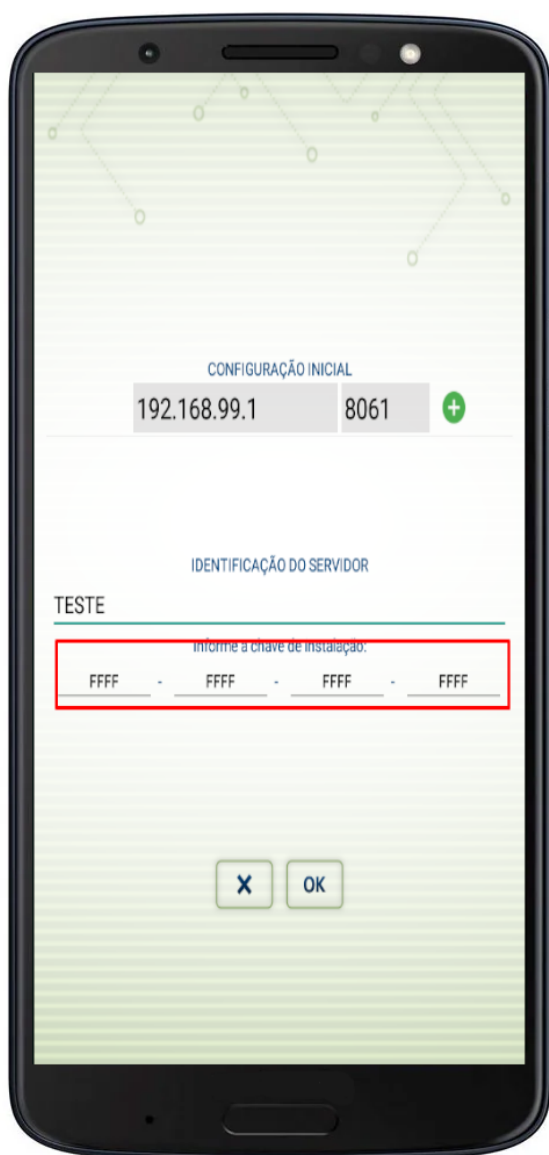 CONFIGURAÇÃO INICIAL
192.168.99.1 8061
IDENTIFICAÇÃO DO SERVIDOR
TESTE
Informe a chave de instalação:
FFFF - FFFF - FFFF - FFFF
X OK